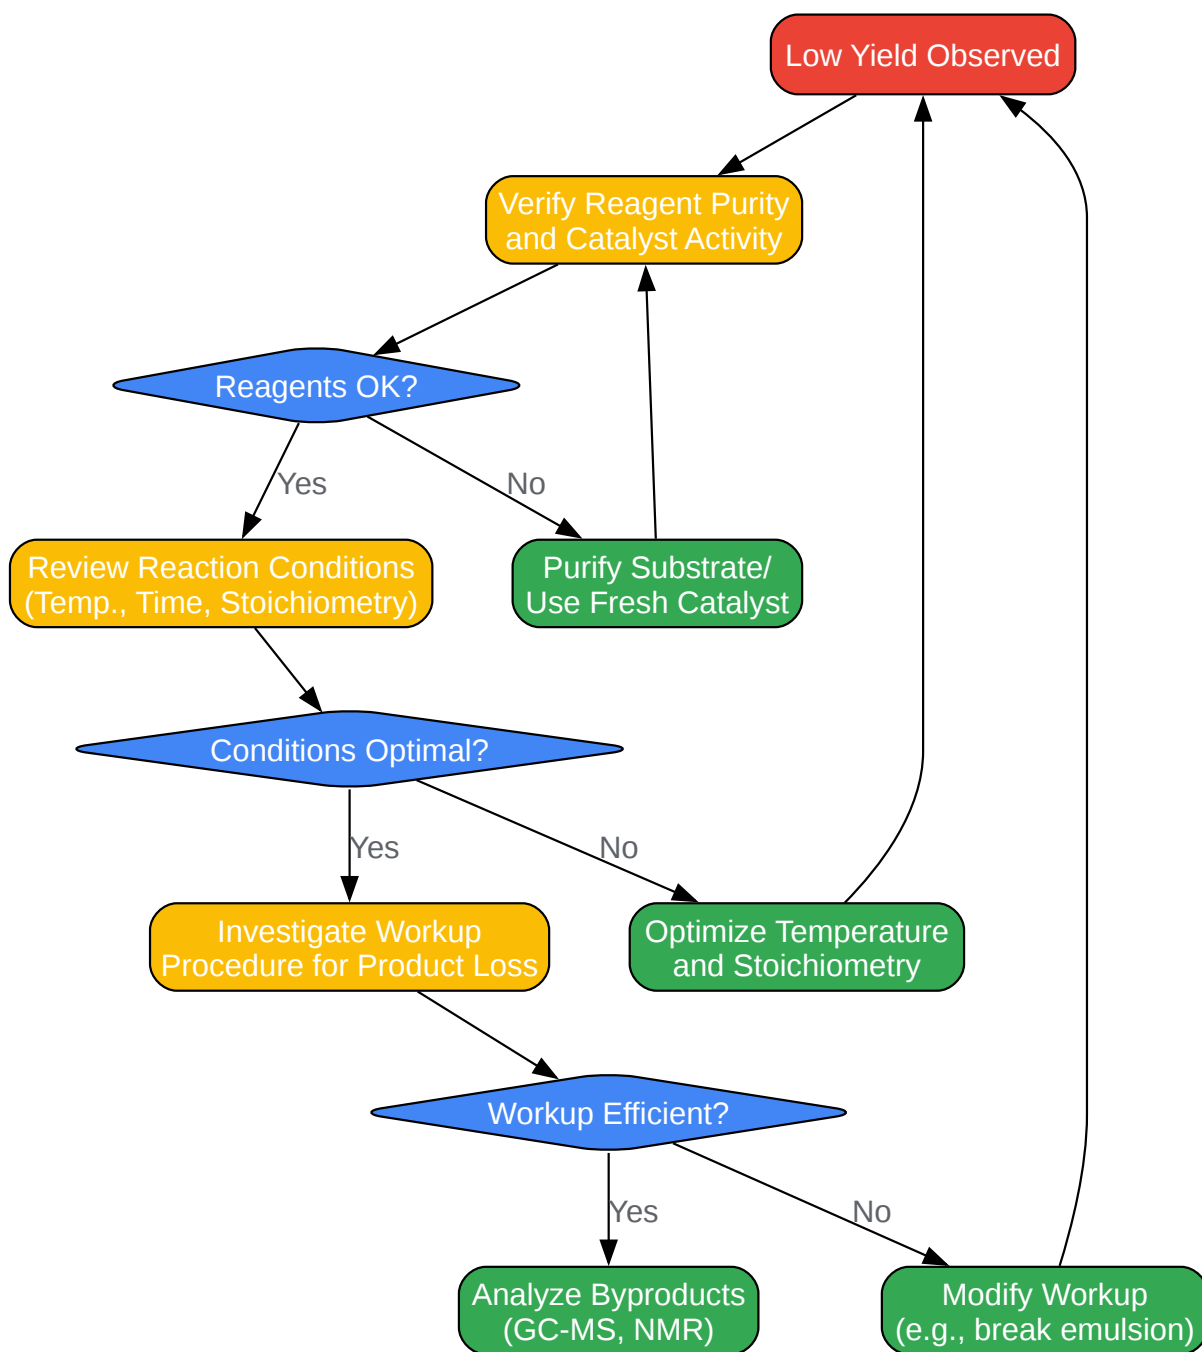 Low Yield Observed
Verify Reagent Purity
and Catalyst Activity
Reagents OK?
Yes
No
Review Reaction Conditions
(Temp., Time, Stoichiometry)
Purify Substrate/
Use Fresh Catalyst
Conditions Optimal?
Yes
No
Investigate Workup
Procedure for Product Loss
Optimize Temperature
and Stoichiometry
Workup Efficient?
Yes
No
Analyze Byproducts
(GC-MS, NMR)
Modify Workup
(e.g., break emulsion)